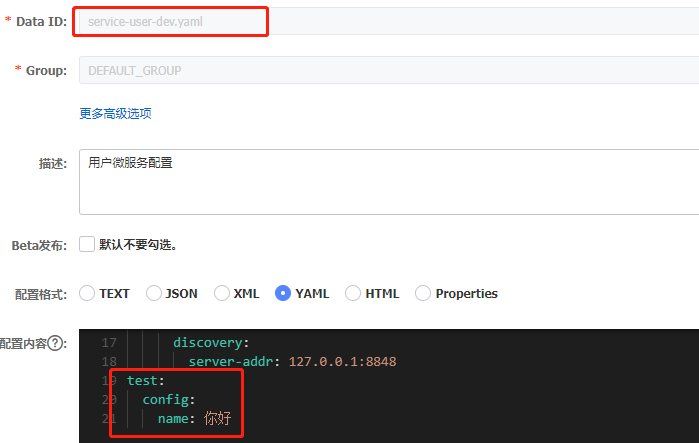 * Data ID: service-user-dev.yaml
* Group: DEFAULT_GROUP
更多高级选项
描述: 用户微服务配置
Beta发布: 默认不要勾选。
配置格式: TEXT JSON XML YAML HTML Properties
配置内容?:
17 discovery:
18 server-addr: 127.0.0.1:8848
19 test:
20 config:
21 name: 你好